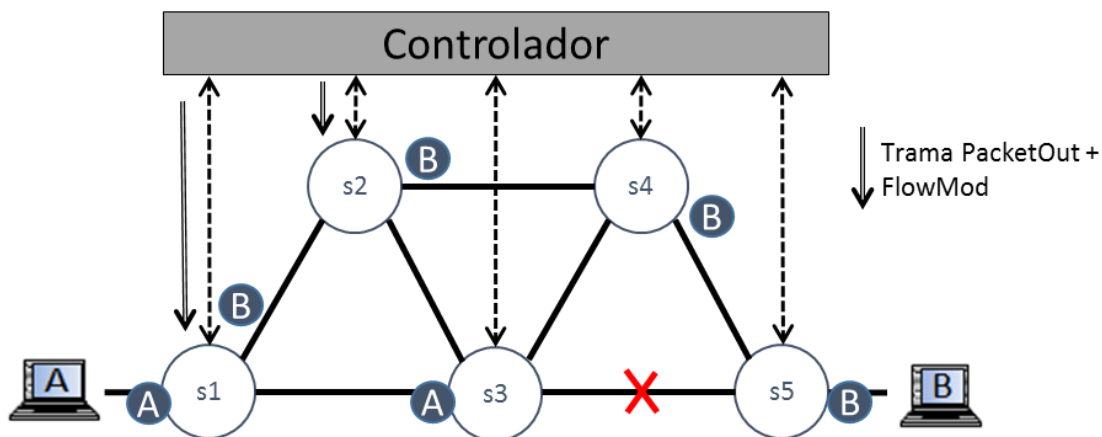 Controlador
s2
B
s4
Trama PacketOut +
FlowMod
B
B
A
A
s1
A
s3
s5
B
B